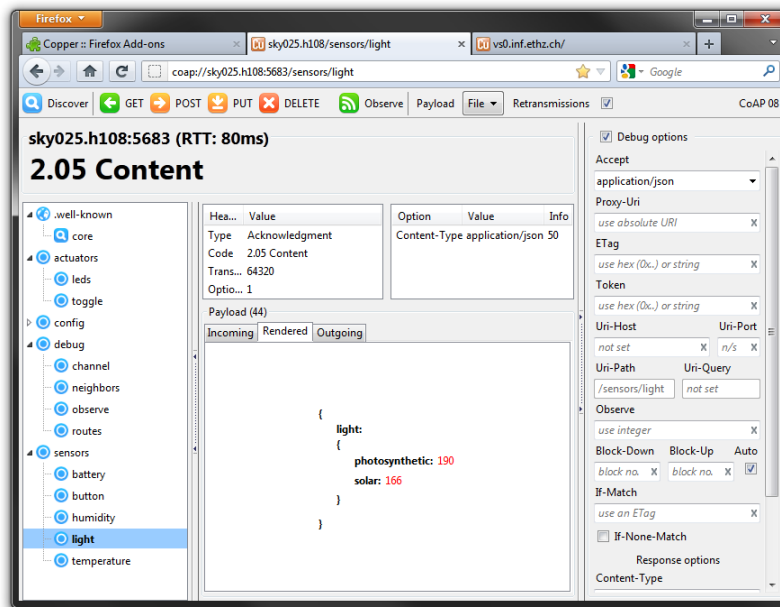 Firefox
Copper :: Firefox Add-ons
sky025.h108/sensors/light
vs0.inf.ethz.ch/
coap://sky025.h108:5683/sensors/light
Google
Discover GET POST PUT DELETE Observe Payload File Retransmissions CoAP 08
sky025.h108:5683 (RTT: 80ms)
2.05 Content
.well-known
core
actuators
leds
toggle
config
debug
channel
neighbors
observe
routes
sensors
battery
button
humidity
light
temperature
Hea... Value
Type Acknowledgment
Code 2.05 Content
Trans... 64320
Optio... 1
Option Value Info
Content-Type application/json 50
Payload (44)
Incoming Rendered Outgoing
{
light:
{
photosynthetic: 190
solar: 166
}
}
Debug options
Accept
application/json
Proxy-Uri
use absolute URI X
ETag
use hex (0x..) or string X
Token
use hex (0x..) or string X
Uri-Host Uri-Port
not set X n/s X
Uri-Path Uri-Query
/sensors/light not set
Observe
use integer X
Block-Down Block-Up Auto
block no. X block no. X
If-Match
use an ETag X
If-None-Match
Response options
Content-Type